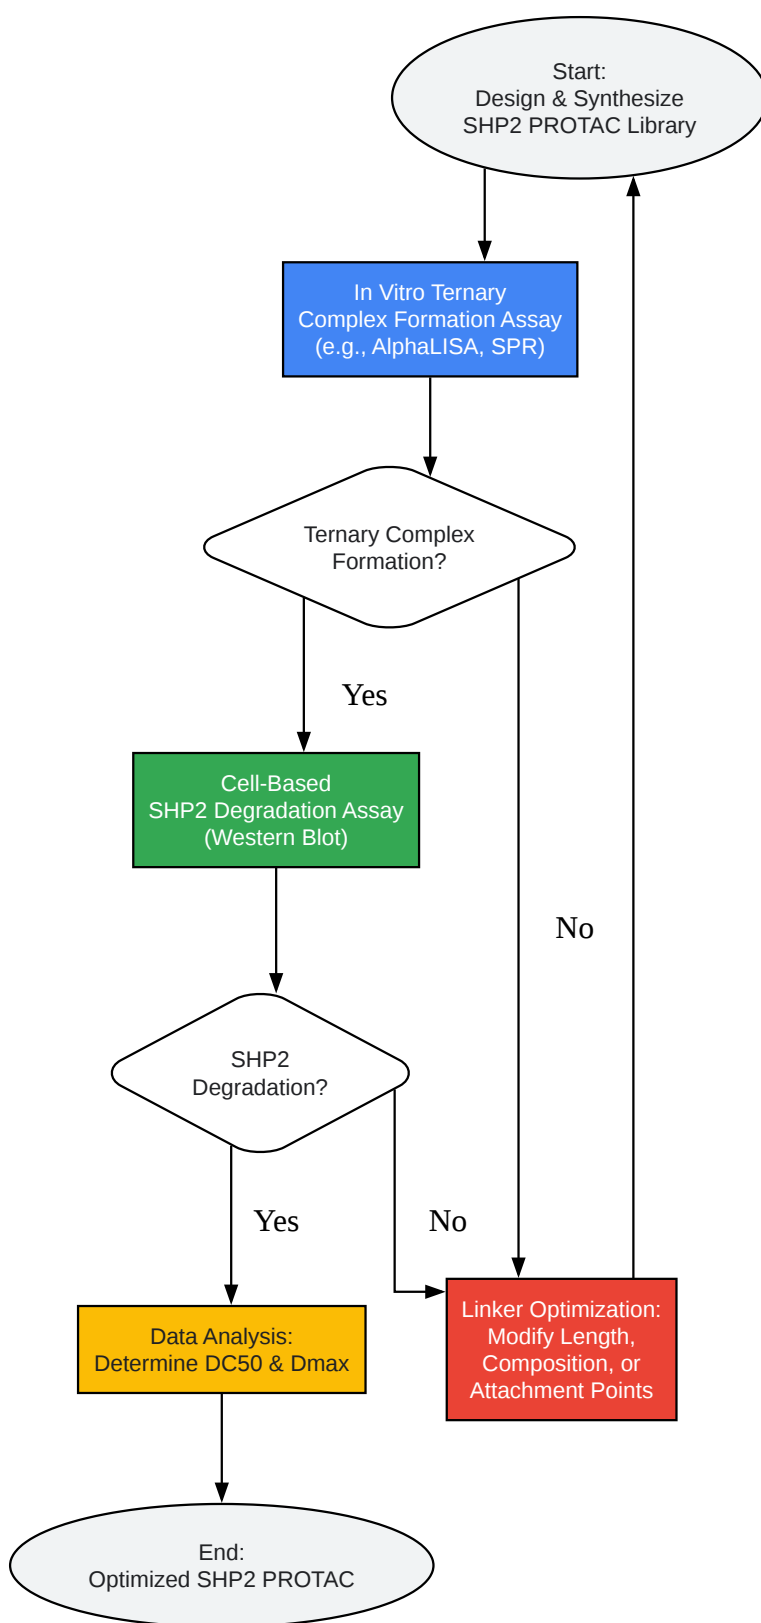 Start:
Design & Synthesize
SHP2 PROTAC Library
In Vitro Ternary
Complex Formation Assay
(e.g., AlphaLISA, SPR)
Ternary Complex
Formation?
Yes
Cell-Based
SHP2 Degradation Assay
(Western Blot)
No
SHP2
Degradation?
Yes
No
Linker Optimization:
Modify Length,
Composition, or
Attachment Points
Data Analysis:
Determine DC50 & Dmax
End:
Optimized SHP2 PROTAC